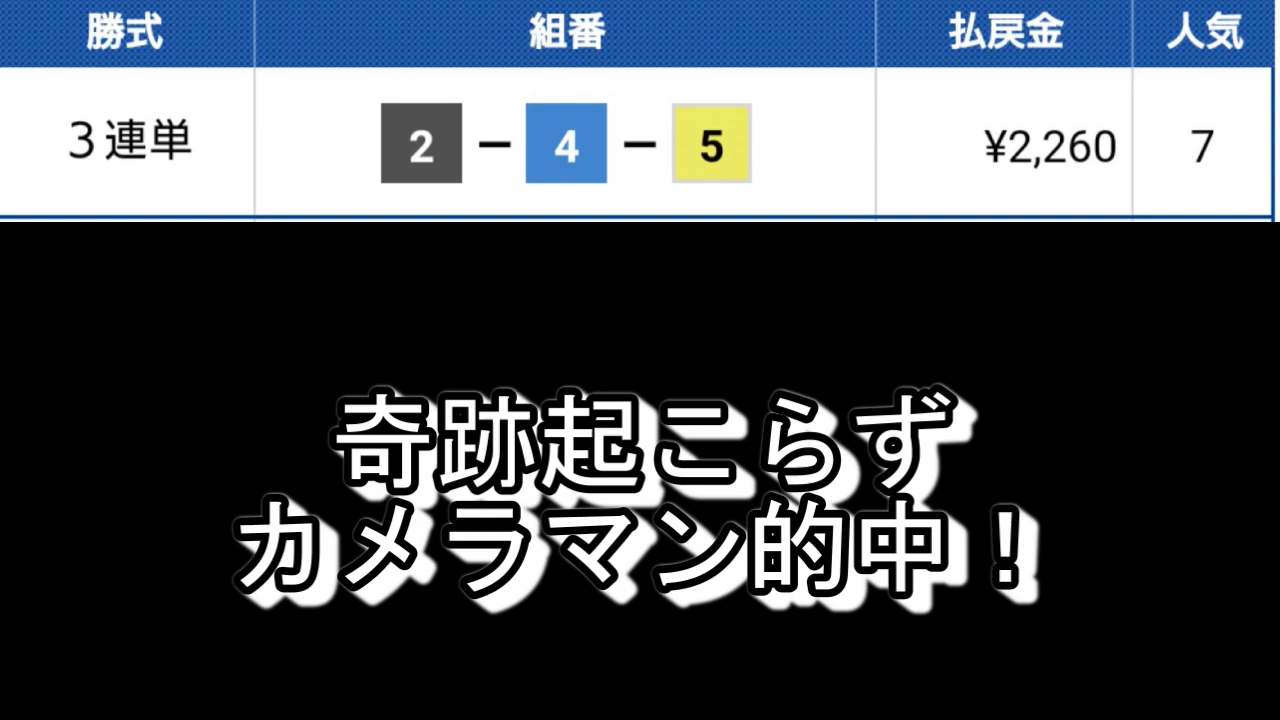 勝式 組番 払戻金 人気
３連単 2 - 4 - 5 ¥2,260 7
奇跡起こらず
カメラマン的中！